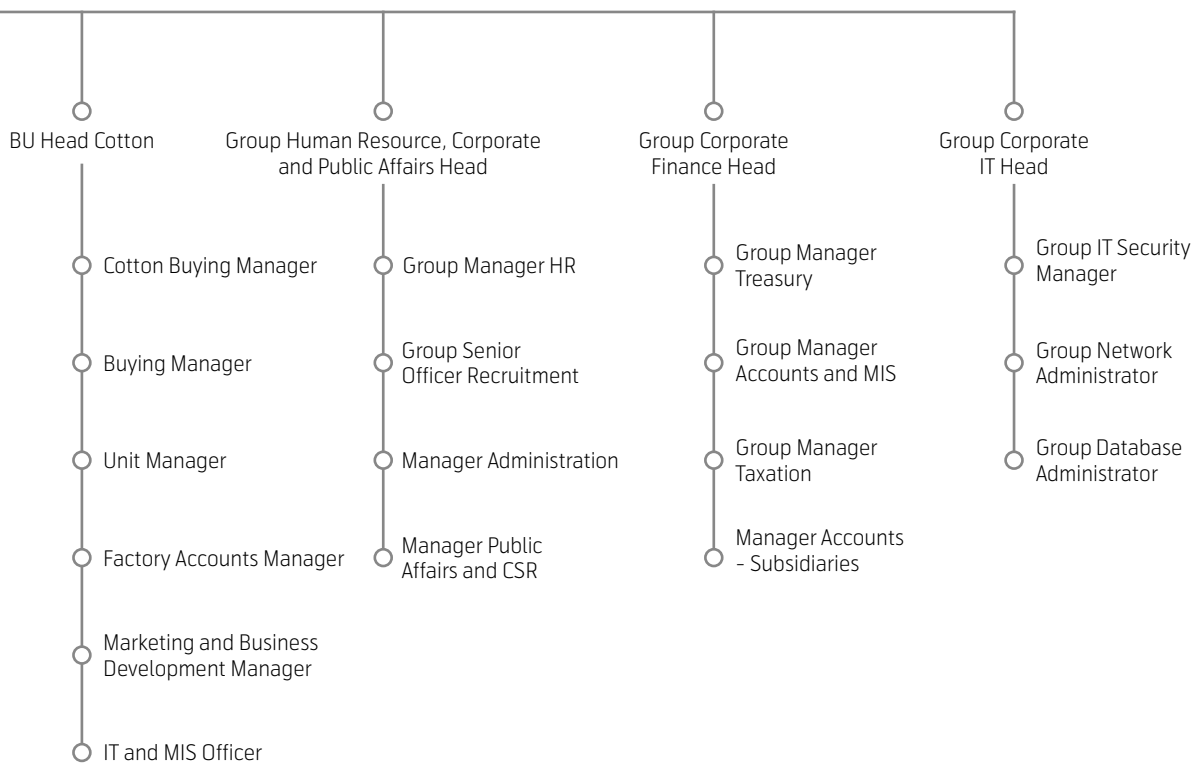 BU Head Cotton
Cotton Buying Manager
Buying Manager
Unit Manager
Factory Accounts Manager
Marketing and Business
Development Manager
IT and MIS Officer
Group Human Resource, Corporate
and Public Affairs Head
Group Manager HR
Group Senior
Officer Recruitment
Manager Administration
Manager Public
Affairs and CSR
Group Corporate
Finance Head
Group Manager
Treasury
Group Manager
Accounts and MIS
Group Manager
Taxation
Manager Accounts
- Subsidiaries
Group Corporate
IT Head
Group IT Security
Manager
Group Network
Administrator
Group Database
Administrator